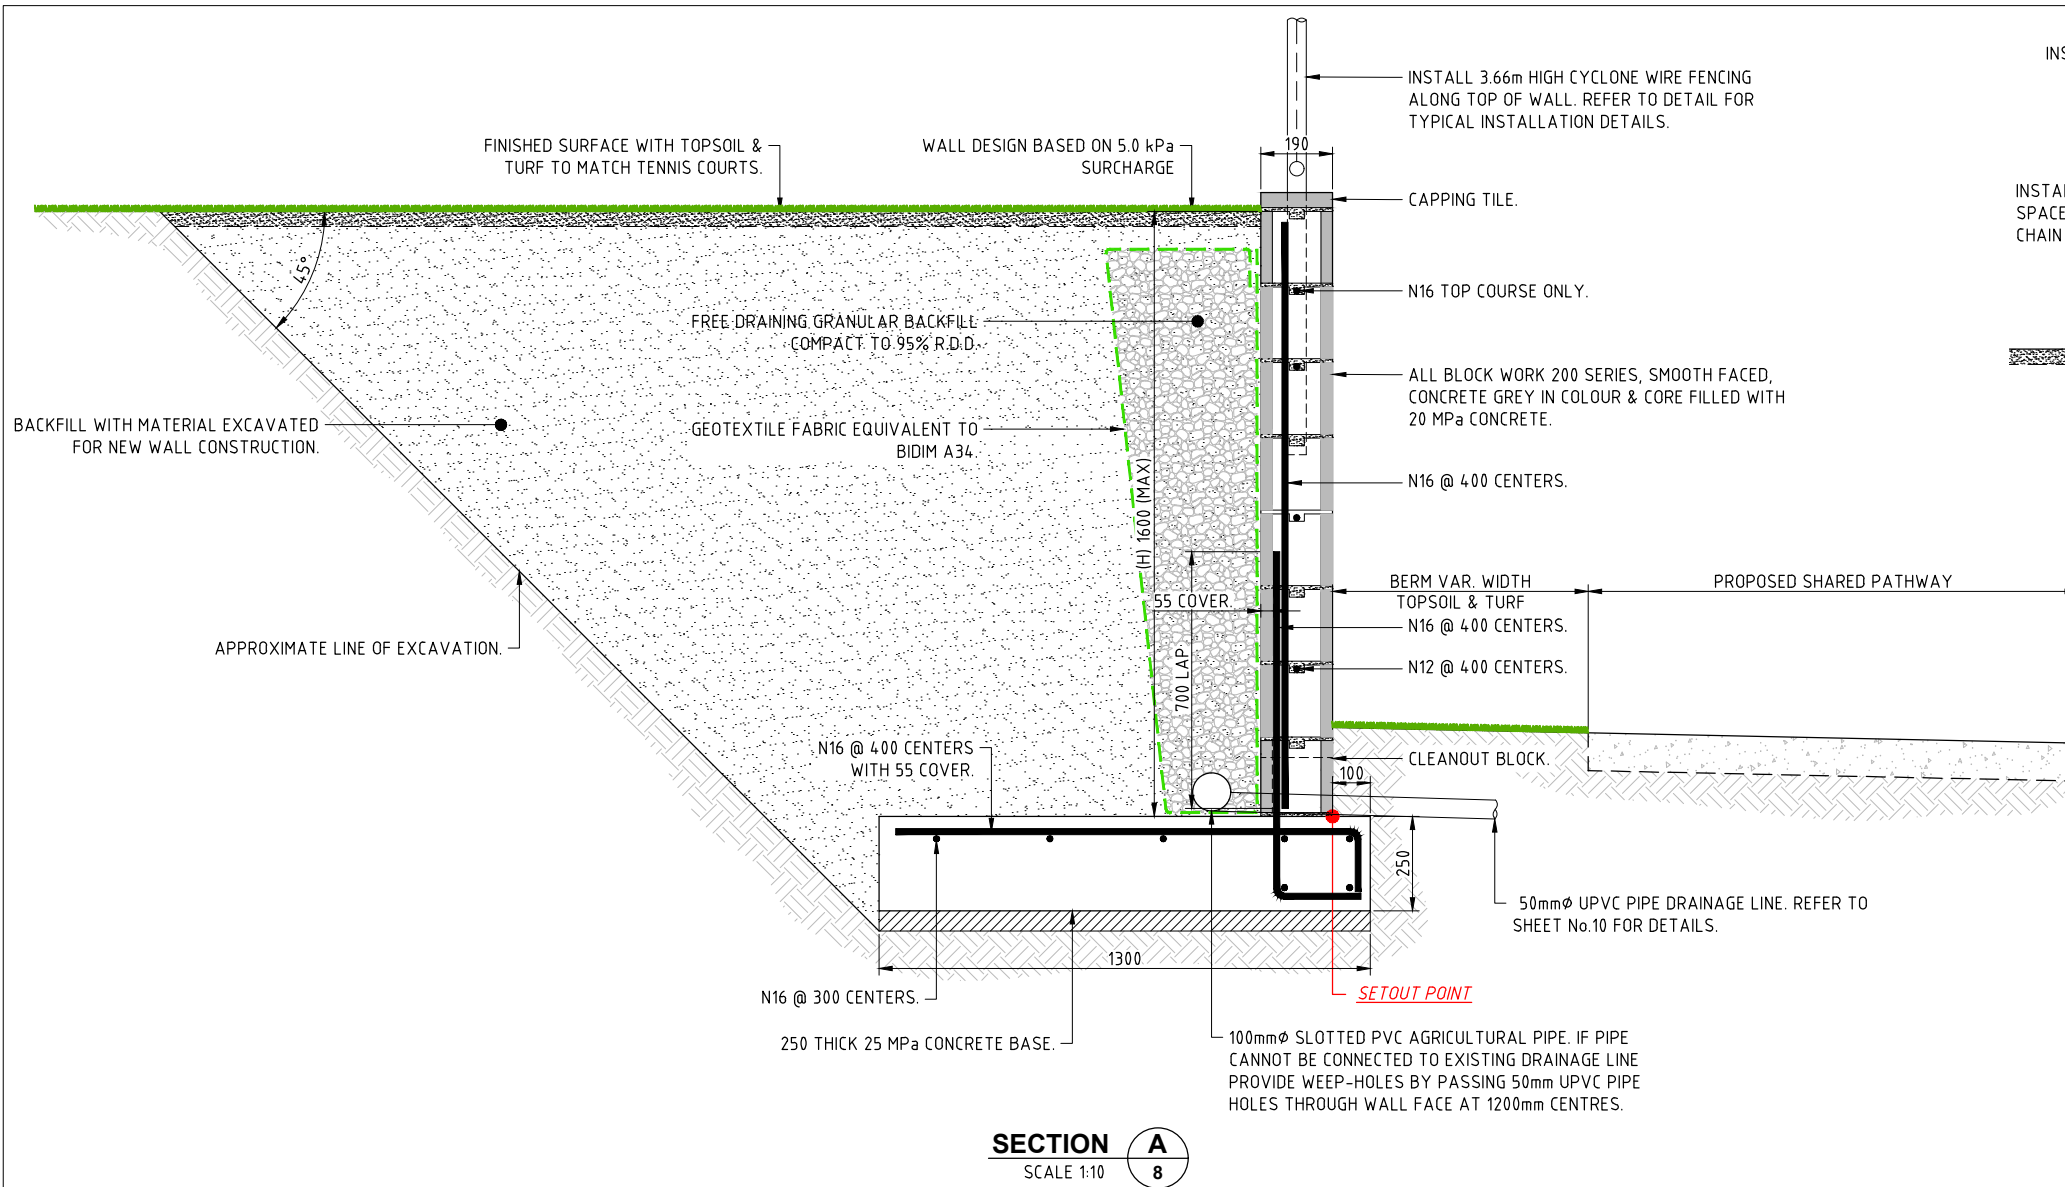 INSTALL 3.66m HIGH CYCLONE WIRE FENCING
ALONG TOP OF WALL. REFER TO DETAIL FOR
TYPICAL INSTALLATION DETAILS.
FINISHED SURFACE WITH TOPSOIL &
TURF TO MATCH TENNIS COURTS.
WALL DESIGN BASED ON 5.0 kPa
SURCHARGE
190
CAPPING TILE.
SPACE
CHAIN
45°
N16 TOP COURSE ONLY.
FREE DRAINING GRANULAR BACKFILL
COMPACT TO 95% R.D.D.
ALL BLOCK WORK 200 SERIES, SMOOTH FACED,
CONCRETE GREY IN COLOUR & CORE FILLED WITH
20 MPa CONCRETE.
BACKFILL WITH MATERIAL EXCAVATED
FOR NEW WALL CONSTRUCTION.
GEOTEXTILE FABRIC EQUIVALENT TO
BIDIM A34.
(H) 1600 (MAX)
N16 @ 400 CENTERS.
BERM VAR. WIDTH
TOPSOIL & TURF
PROPOSED SHARED PATHWAY
55 COVER.
N16 @ 400 CENTERS.
APPROXIMATE LINE OF EXCAVATION.
700 LAP
N12 @ 400 CENTERS.
N16 @ 400 CENTERS
WITH 55 COVER.
CLEANOUT BLOCK.
100
250
50mmØ UPVC PIPE DRAINAGE LINE. REFER TO
SHEET No.10 FOR DETAILS.
1300
N16 @ 300 CENTERS.
SETOUT POINT
250 THICK 25 MPa CONCRETE BASE.
100mmØ SLOTTED PVC AGRICULTURAL PIPE. IF PIPE
CANNOT BE CONNECTED TO EXISTING DRAINAGE LINE
PROVIDE WEEP-HOLES BY PASSING 50mm UPVC PIPE
HOLES THROUGH WALL FACE AT 1200mm CENTRES.
SECTION A
SCALE 1:10 8